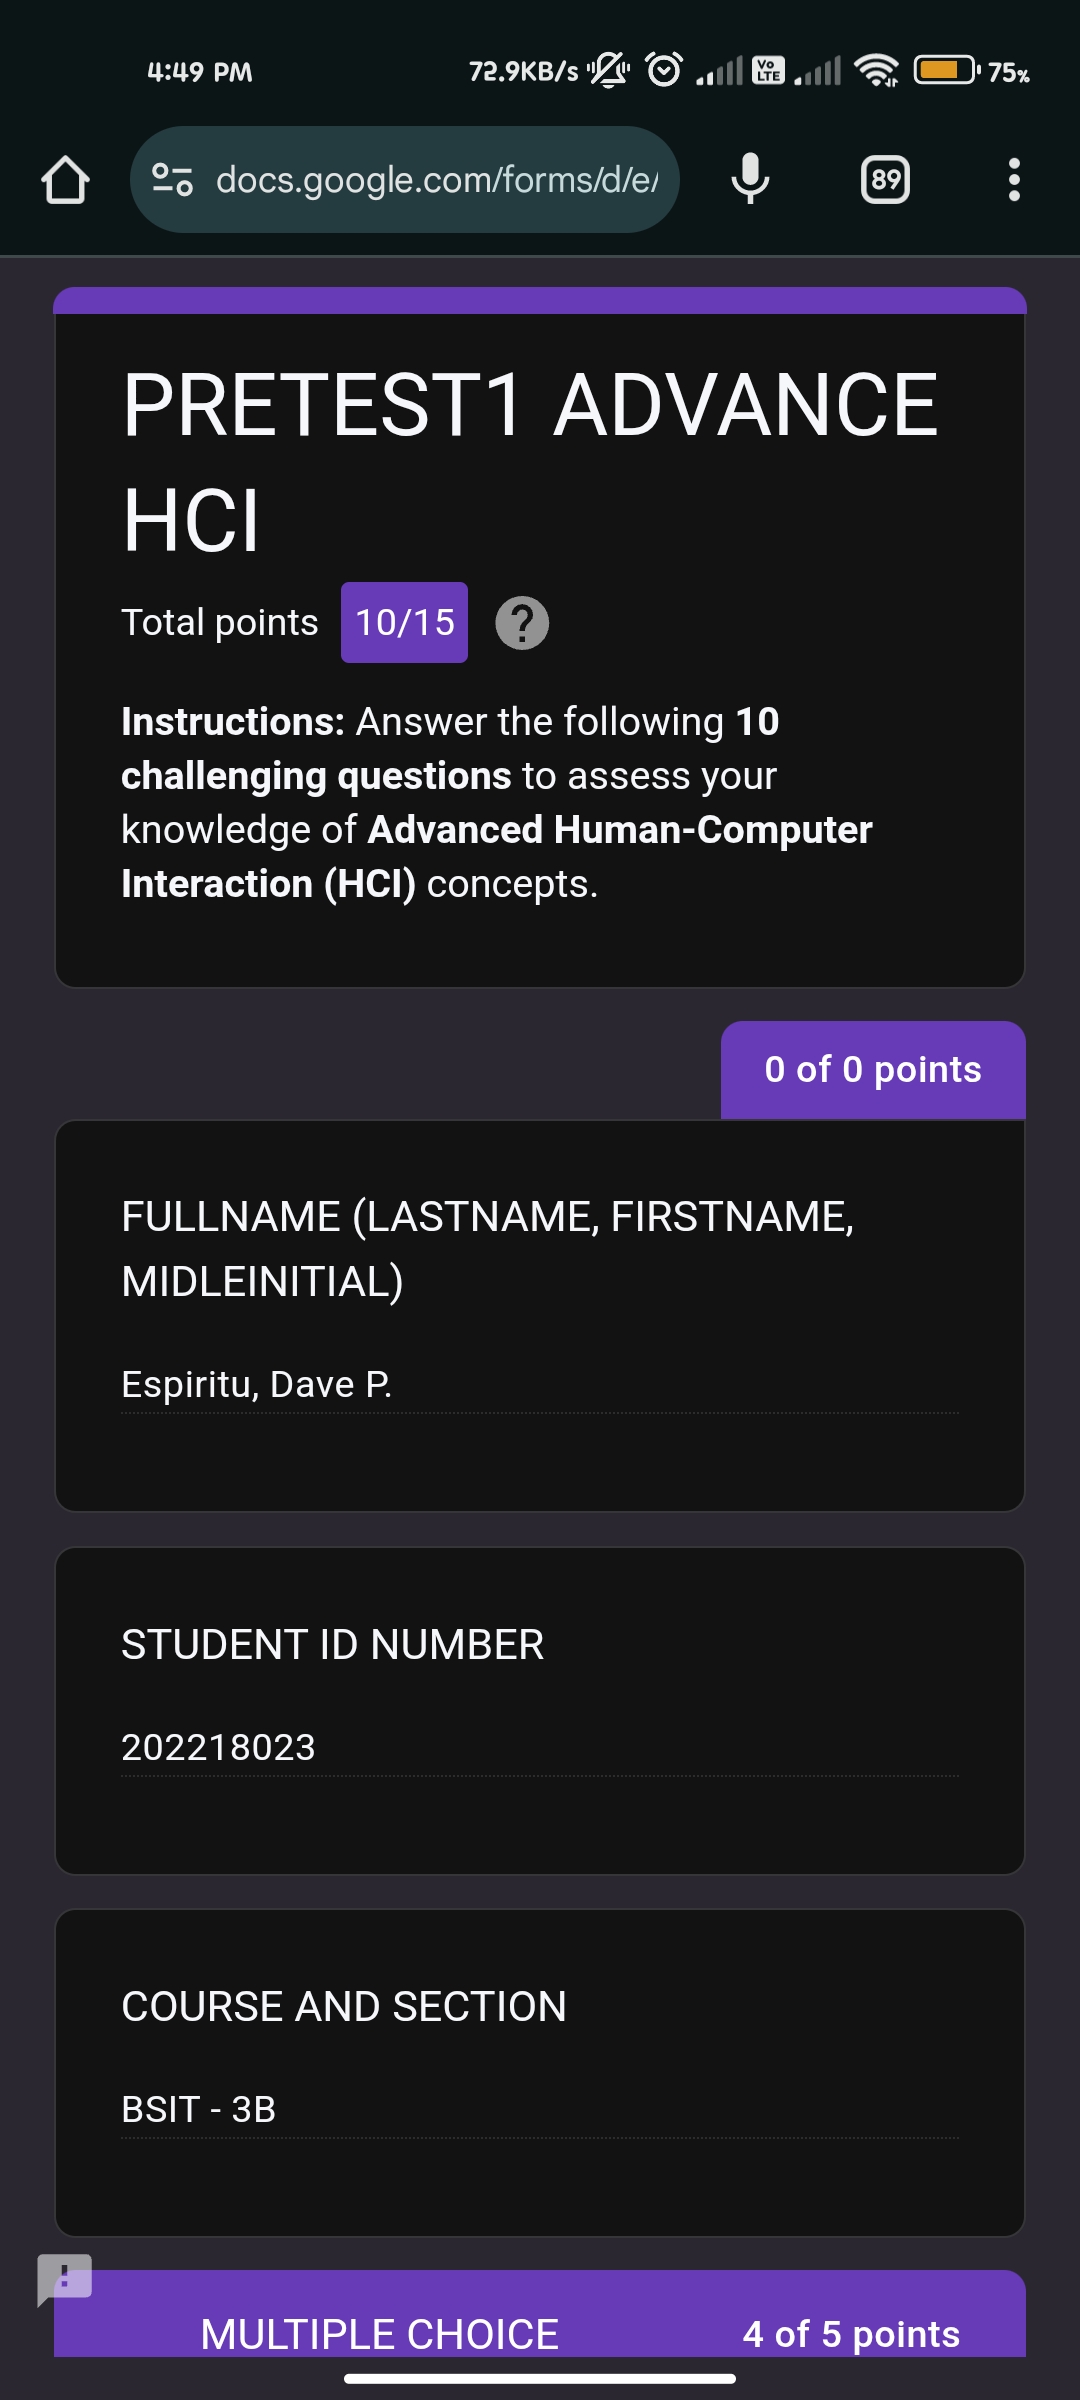 4:49 PM 72.9KB/s Vo LTE 75%
docs.google.com/forms/d/e/ 89
PRETEST1 ADVANCE
HCI
Total points 10/15 ?
Instructions: Answer the following 10
challenging questions to assess your
knowledge of Advanced Human-Computer
Interaction (HCI) concepts.
0 of 0 points
FULLNAME (LASTNAME, FIRSTNAME,
MIDLEINITIAL)
Espiritu, Dave P.
STUDENT ID NUMBER
202218023
COURSE AND SECTION
BSIT - 3B
MULTIPLE CHOICE 4 of 5 points